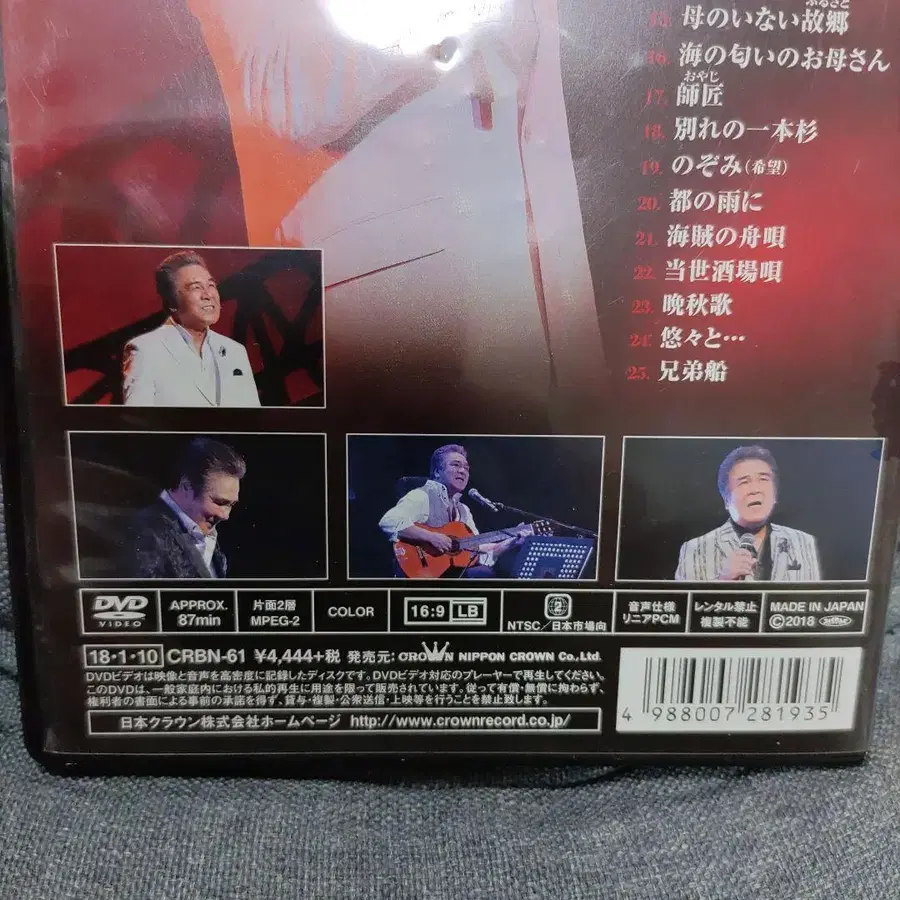 15. 母のいない故郷
ふるさと
16. 海の匂いのお母さん
17. 師匠
おやじ
18. 別れの一本杉
19. のぞみ(希望)
20. 都の雨に
21. 海賊の舟唄
22. 当世酒場唄
23. 晩秋歌
24. 悠々と…
25. 兄弟船
DVD VIDEO
APPROX. 87min
片面2層 MPEG-2
COLOR
16:9 LB
2 NTSC/日本市場向
音声仕様 リニアPCM
レンタル禁止 複製不能
MADE IN JAPAN Ⓒ2018
18・1・10 CRBN-61 ¥4,444+税 発売元: CROWN NIPPON CROWN Co.,Ltd.
DVDビデオは映像と音声を高密度に記録したディスクです。DVDビデオ対応のプレーヤーで再生してください。
このDVDは、一般家庭内における私的再生に用途を限って販売されています。従って有償・無償に拘わらず、
権利者の書面による事前の承諾を得ず、貸与・複製・公衆送信・上映等を行うことを禁止致します。
日本クラウン株式会社ホームページ http://www.crownrecord.co.jp/
4 988007 281935